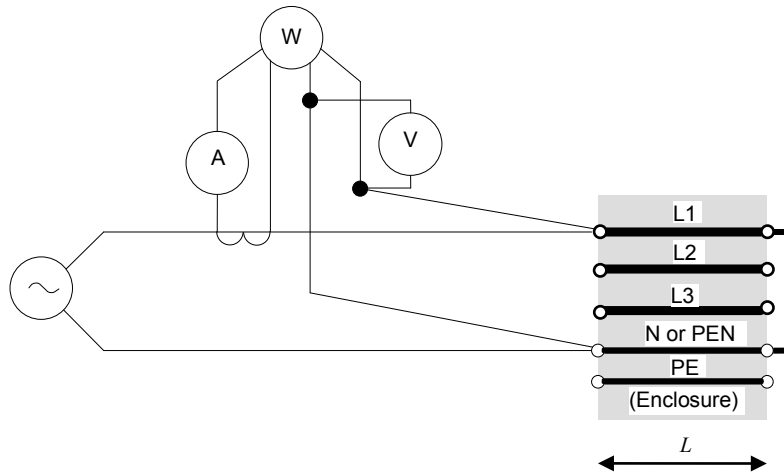 W
A
V
L1
L2
L3
N or PEN
PE
(Enclosure)
L